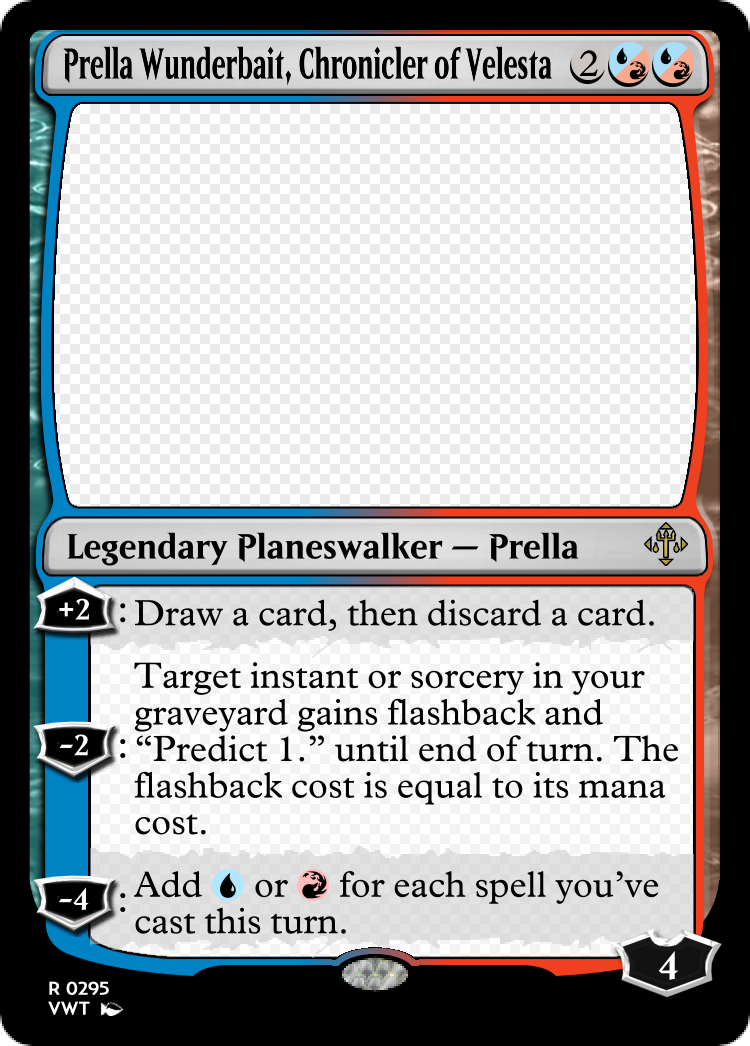 Prella Wunderbait, Chronicler of Velesta 2
Legendary Planeswalker — Prella
+2: Draw a card, then discard a card.
Target instant or sorcery in your
graveyard gains flashback and
−2: “Predict 1.” until end of turn. The
flashback cost is equal to its mana
cost.
−4: Add or for each spell you’ve
cast this turn.
4
R 0295
VWT